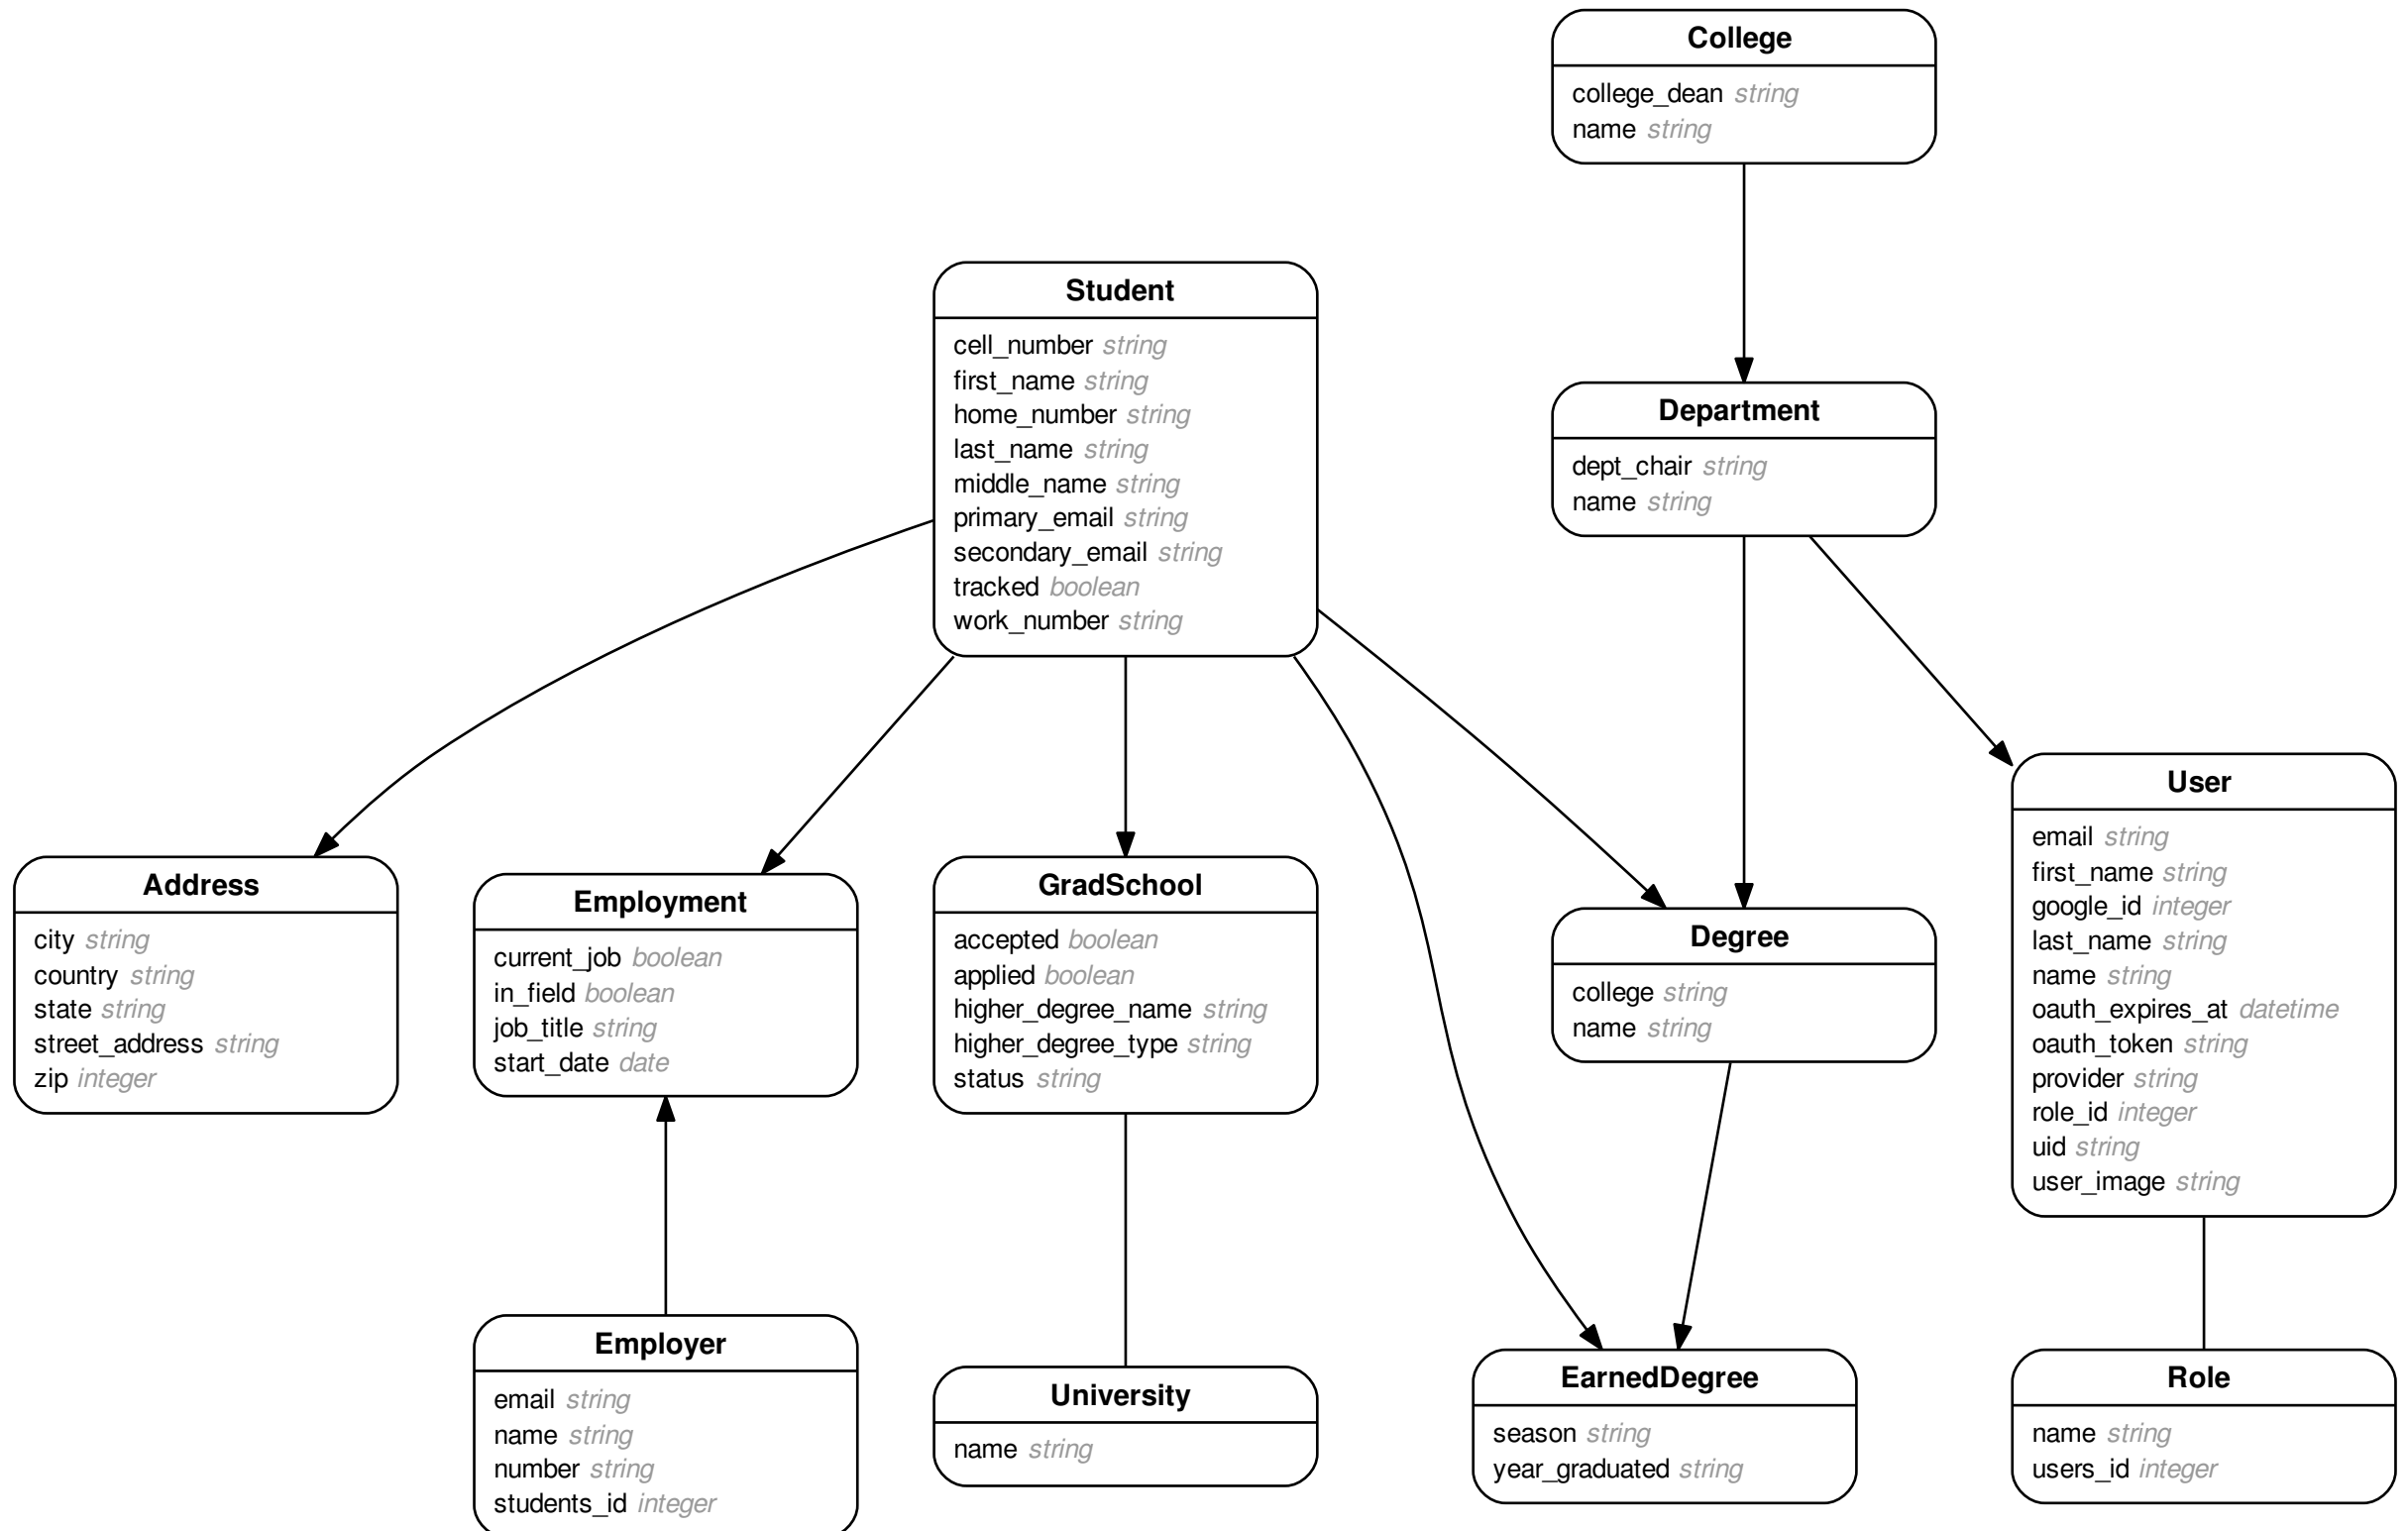 College
college_dean string
name string
Student
cell_number string
first_name string
home_number string
last_name string
middle_name string
primary_email string
secondary_email string
tracked boolean
work_number string
Department
dept_chair string
name string
Address
city string
country string
state string
street_address string
zip integer
Employment
current_job boolean
in_field boolean
job_title string
start_date date
GradSchool
accepted boolean
applied boolean
higher_degree_name string
higher_degree_type string
status string
Degree
college string
name string
User
email string
first_name string
google_id integer
last_name string
name string
oauth_expires_at datetime
oauth_token string
provider string
role_id integer
uid string
user_image string
Employer
email string
name string
number string
students_id integer
University
name string
EarnedDegree
season string
year_graduated string
Role
name string
users_id integer